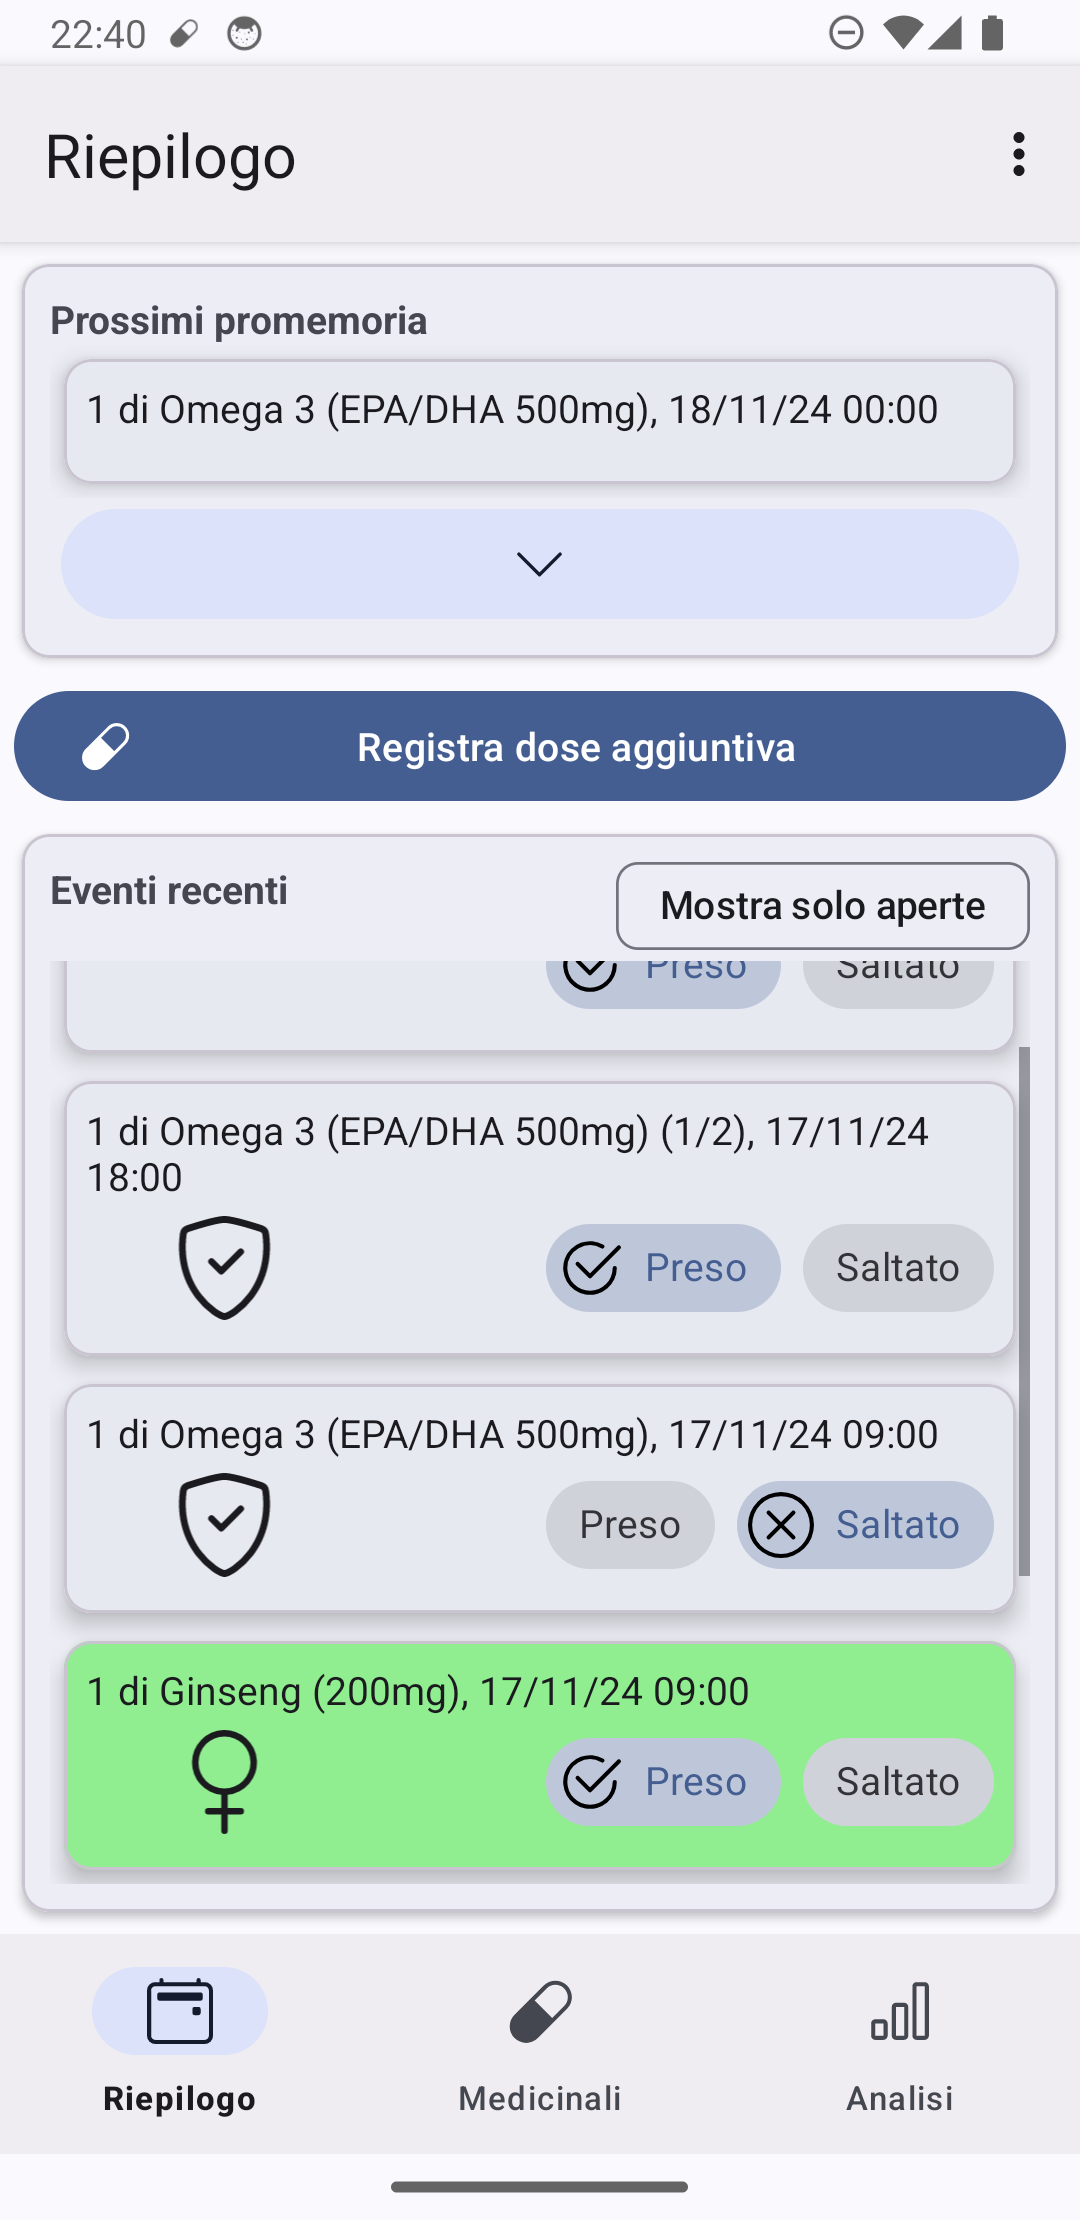 22:40
Riepilogo
Prossimi promemoria
1 di Omega 3 (EPA/DHA 500mg), 18/11/24 00:00
Registra dose aggiuntiva
Eventi recenti
Mostra solo aperte
Preso Saltato
1 di Omega 3 (EPA/DHA 500mg) (1/2), 17/11/24
18:00
Preso Saltato
1 di Omega 3 (EPA/DHA 500mg), 17/11/24 09:00
Preso Saltato
1 di Ginseng (200mg), 17/11/24 09:00
Preso Saltato
Riepilogo Medicinali Analisi